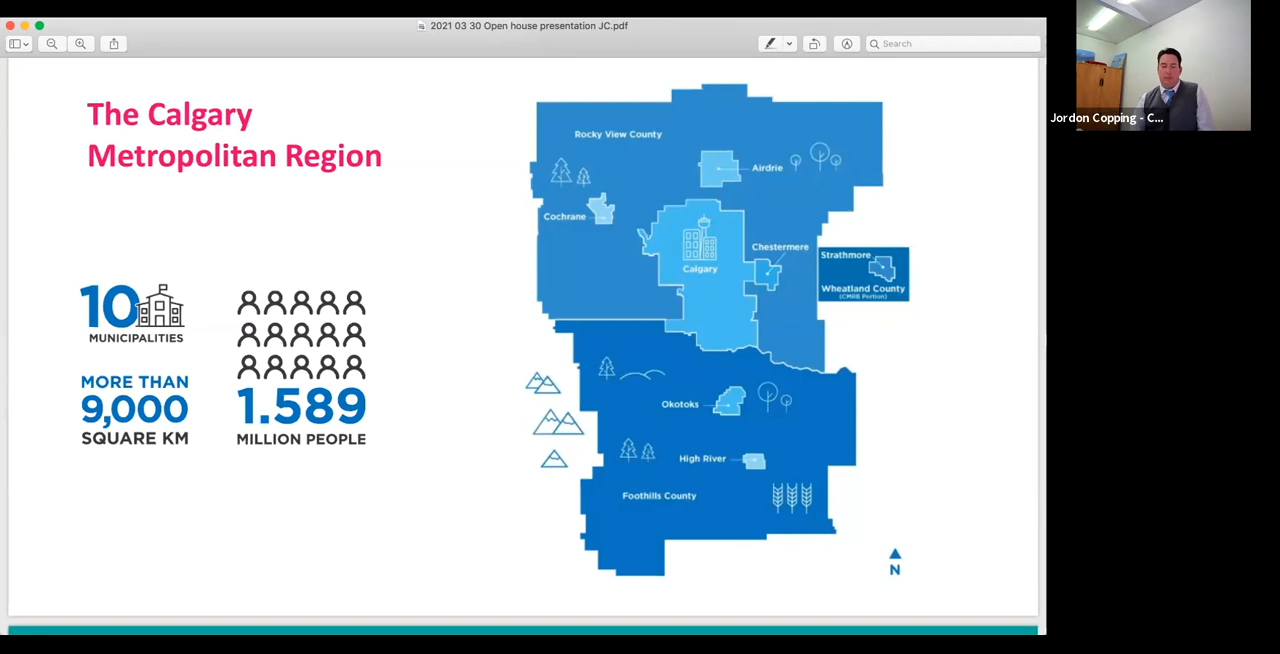 2021 03 30 Open house presentation JC.pdf
Search
Jordon Copping - C...
The Calgary
Metropolitan Region
10
MUNICIPALITIES
MORE THAN
9,000
SQUARE KM
1.589
MILLION PEOPLE
Rocky View County
Airdrie
Cochrane
Calgary
Chestermere
Strathmore
Wheatland County
(CMRB Portion)
Okotoks
High River
Foothills County
N